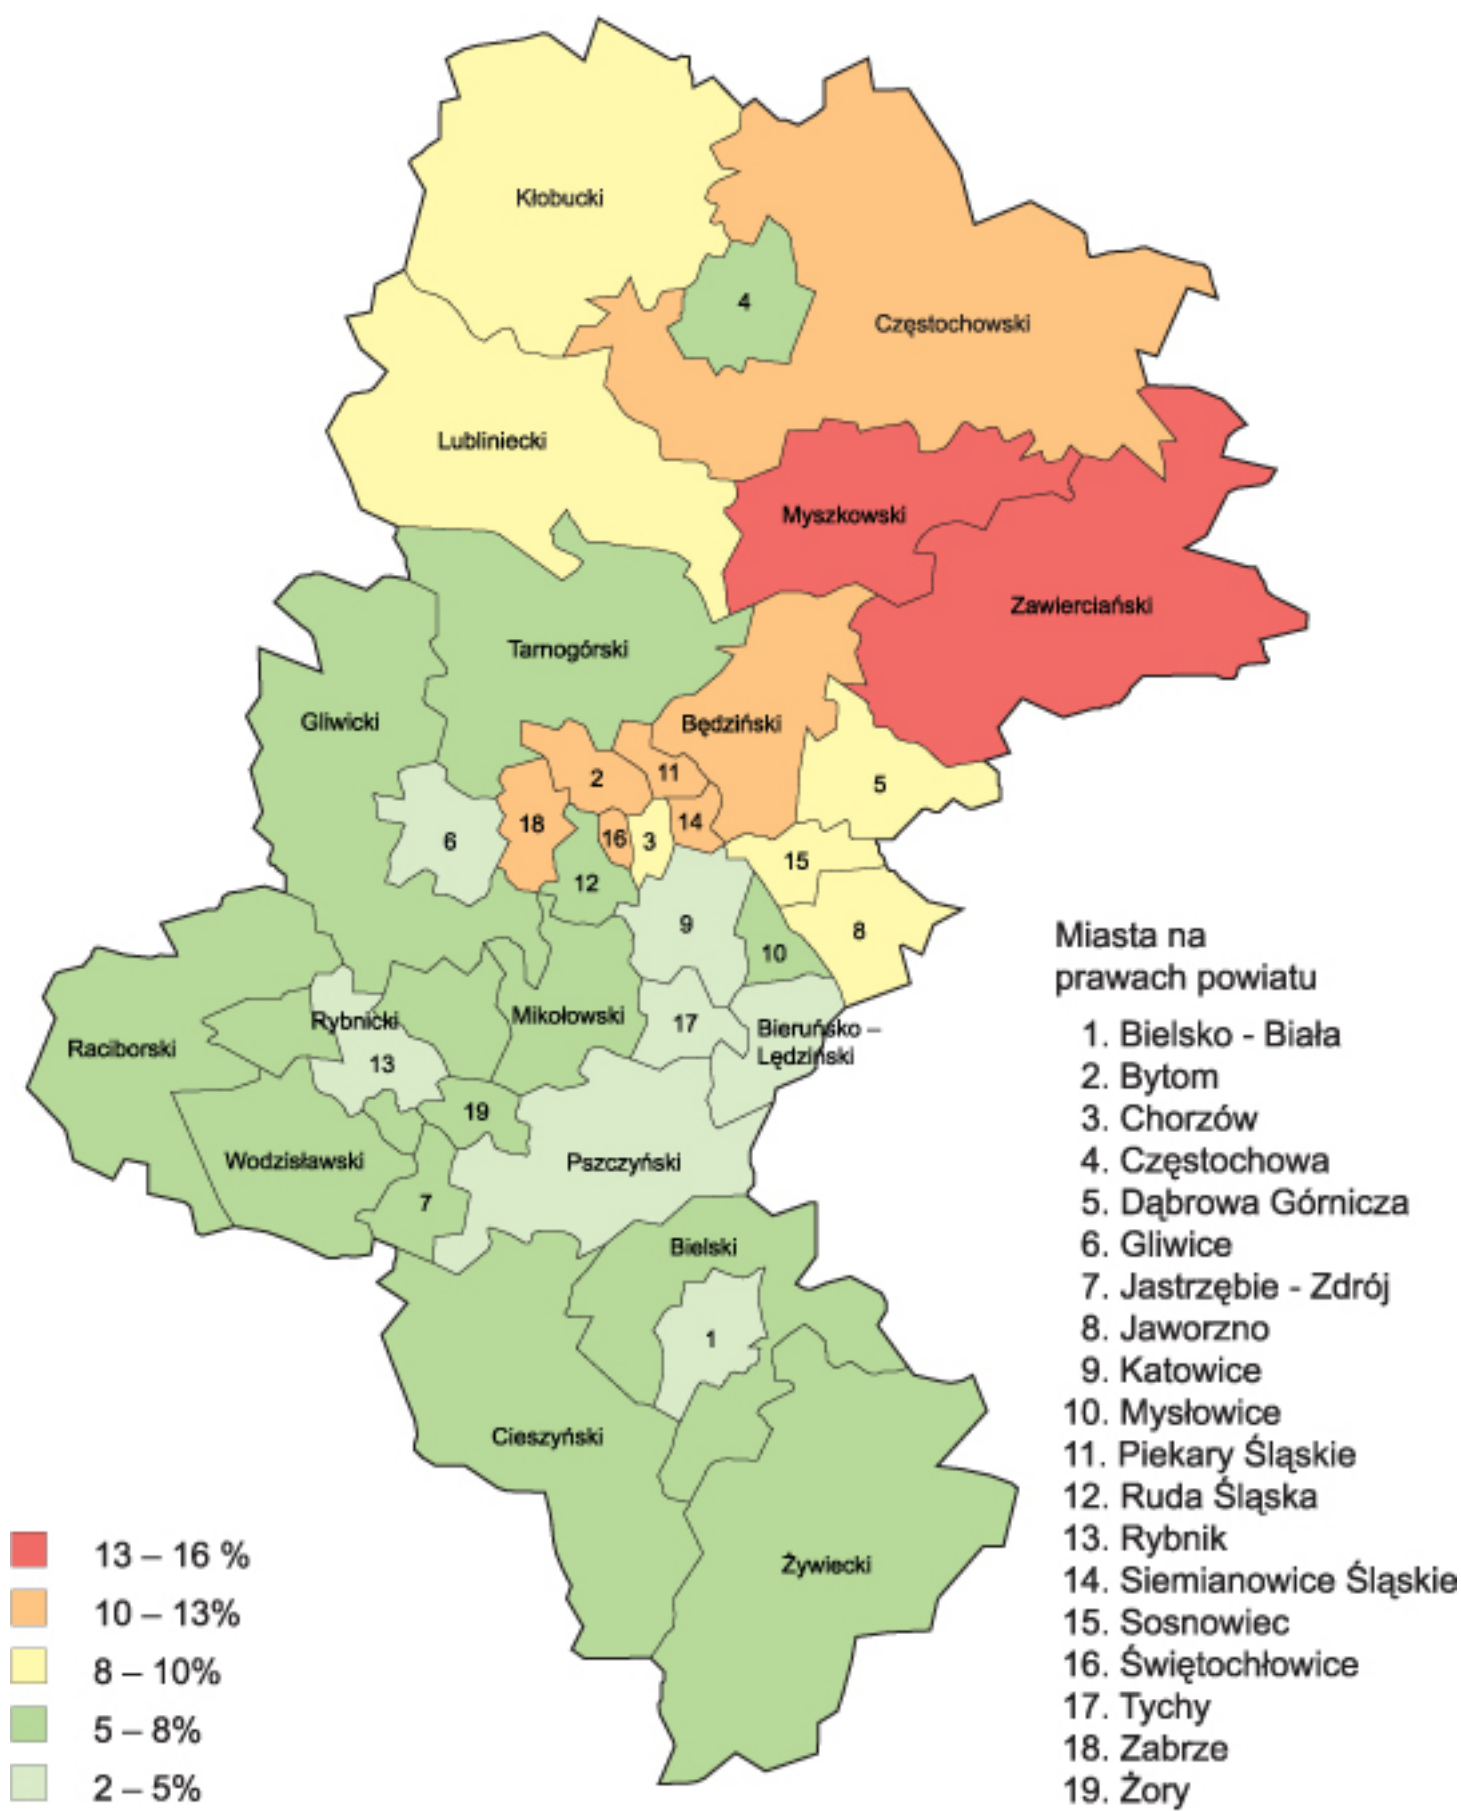 Kłobucki
4
Częstochowski
Lubliniecki
Myszkowski
Zawierciański
Tarnogórski
Gliwicki
Będziński
2
11
5
6
18
16
3
14
15
12
9
8
10
Rybnicki
Mikołowski
17
Bieruńsko –
Lędziński
Raciborski
13
19
Wodzisławski
Pszczyński
7
Bielski
1
Cieszyński
Żywiecki
Miasta na
prawach powiatu
1. Bielsko - Biała
2. Bytom
3. Chorzów
4. Częstochowa
5. Dąbrowa Górnicza
6. Gliwice
7. Jastrzębie - Zdrój
8. Jaworzno
9. Katowice
10. Mysłowice
11. Piekary Śląskie
12. Ruda Śląska
13. Rybnik
14. Siemianowice Śląskie
15. Sosnowiec
16. Świętochłowice
17. Tychy
18. Zabrze
19. Żory
13 – 16 %
10 – 13%
8 – 10%
5 – 8%
2 – 5%